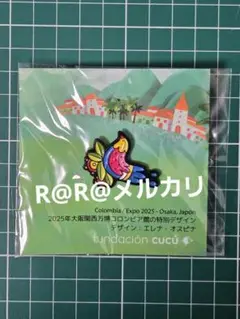 R@R@メルカリ
Colombia / Expo 2025 - Osaka, Japón
2025年大阪関西万博コロンビア館の特別デザイン
デザイン：エレナ・オスピナ
fundación cucú